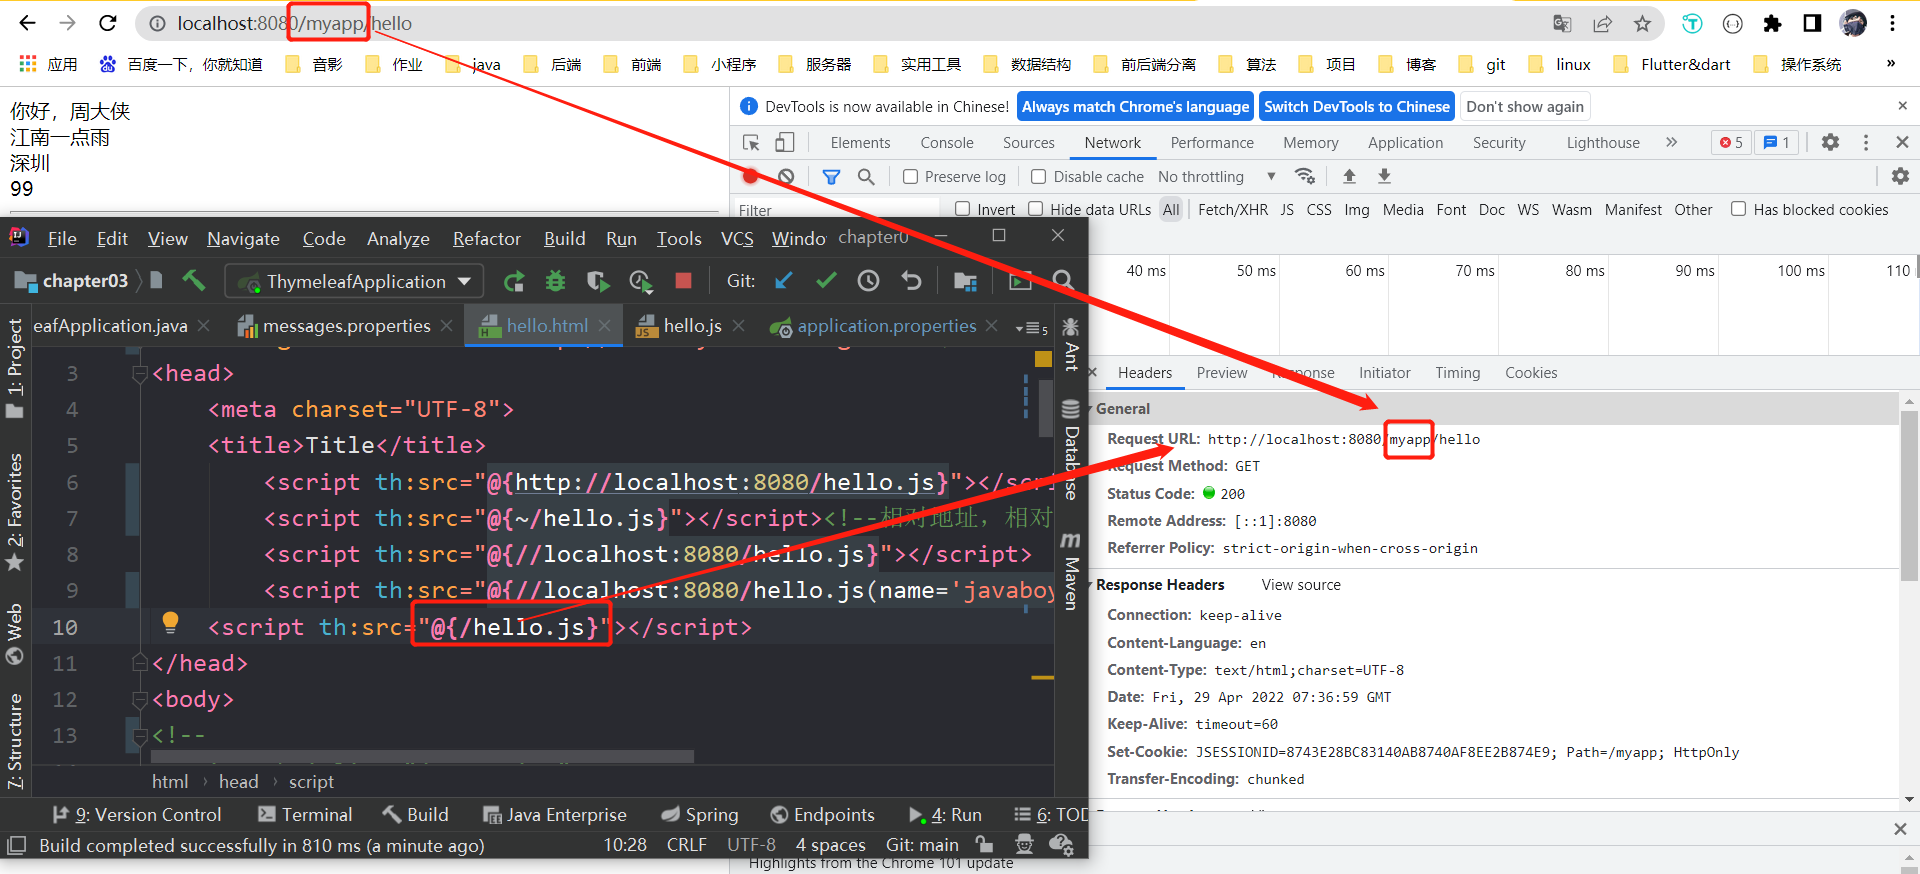 localhost:8080/myapp/hello
应用 百度一下，你就知道 音影 作业 java 后端 前端 小程序 服务器 实用工具 数据结构 前后端分离 算法 项目 博客 git linux Flutter&dart 操作系统 »
你好，周大侠
江南一点雨
深圳
99
DevTools is now available in Chinese! Always match Chrome's language Switch DevTools to Chinese Don't show again
Elements Console Sources Network Performance Memory Application Security Lighthouse » 5 1
Preserve log Disable cache No throttling
Filter Invert Hide data URLs All Fetch/XHR JS CSS Img Media Font Doc WS Wasm Manifest Other Has blocked cookies
40 ms 50 ms 60 ms 70 ms 80 ms 90 ms 100 ms 110
File Edit View Navigate Code Analyze Refactor Build Run Tools VCS Windo chapter0
chapter03 ThymeleafApplication Git:
eafApplication.java messages.properties hello.html hello.js application.properties 5
1: Project
2: Favorites
Web
7: Structure
3 <head>
4 <meta charset="UTF-8">
5 <title>Title</title>
6 <script th:src="@{http://localhost:8080/hello.js}"></scri
7 <script th:src="@{~/hello.js}"></script><!--相对地址，相对
8 <script th:src="@{//localhost:8080/hello.js}"></script>
9 <script th:src="@{//localhost:8080/hello.js(name='javaboy
10 <script th:src="@{/hello.js}"></script>
11 </head>
12 <body>
13 <!--
Ant
Database
Maven
html › head › script
9: Version Control Terminal Build Java Enterprise Spring Endpoints 4: Run 6: TOD
Build completed successfully in 810 ms (a minute ago) 10:28 CRLF UTF-8 4 spaces Git: main
Headers Preview Response Initiator Timing Cookies
General
Request URL: http://localhost:8080/myapp/hello
Request Method: GET
Status Code: 200
Remote Address: [::1]:8080
Referrer Policy: strict-origin-when-cross-origin
Response Headers View source
Connection: keep-alive
Content-Language: en
Content-Type: text/html;charset=UTF-8
Date: Fri, 29 Apr 2022 07:36:59 GMT
Keep-Alive: timeout=60
Set-Cookie: JSESSIONID=8743E28BC83140AB8740AF8EE2B874E9; Path=/myapp; HttpOnly
Transfer-Encoding: chunked
Highlights from the Chrome 101 update